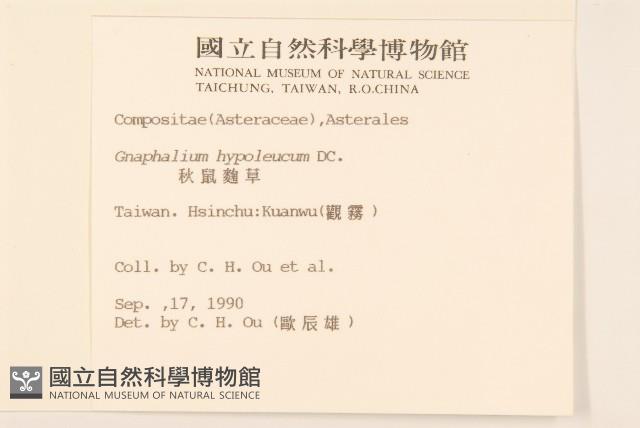 國立自然科學博物館
NATIONAL MUSEUM OF NATURAL SCIENCE
TAICHUNG, TAIWAN, R.O.CHINA
Compositae(Asteraceae),Asterales
Gnaphalium hypoleucum DC.
秋鼠麴草
Taiwan. Hsinchu:Kuanwu(觀霧)
Coll. by C. H. Ou et al.
Sep. ,17, 1990
Det. by C. H. Ou (歐辰雄)
國立自然科學博物館
NATIONAL MUSEUM OF NATURAL SCIENCE